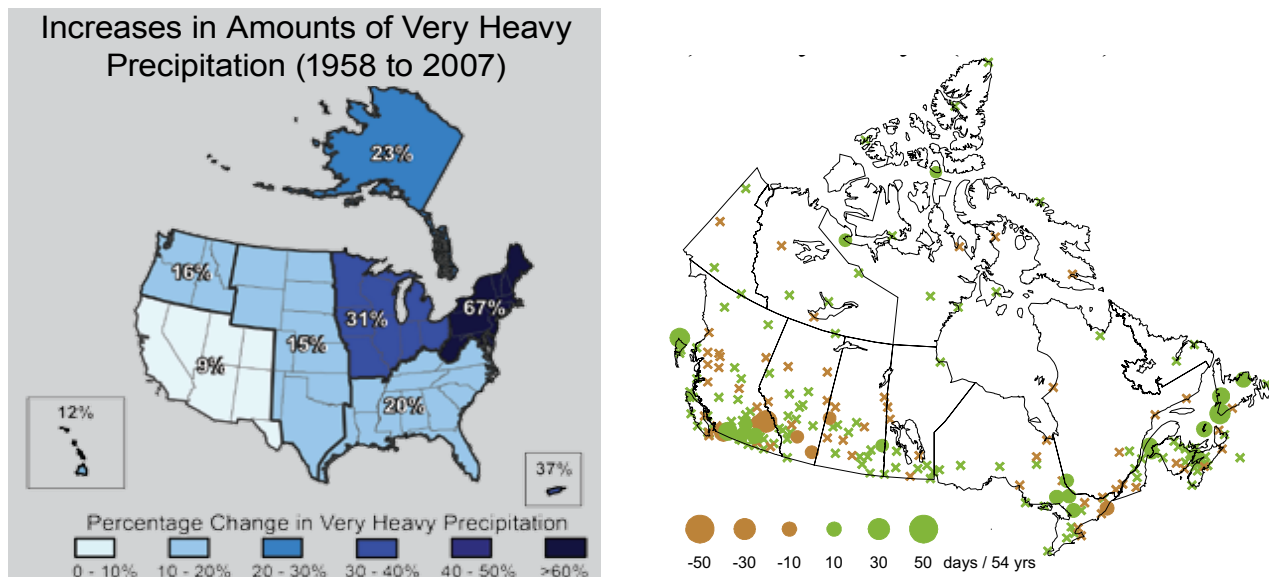 Increases in Amounts of Very Heavy
Precipitation (1958 to 2007)
23%
16%
67%
31%
15%
9%
20%
12%
37%
Percentage Change in Very Heavy Precipitation
0 - 10% 10 - 20% 20 - 30% 30 - 40% 40 - 50% >60%
-50 -30 -10 10 30 50 days / 54 yrs